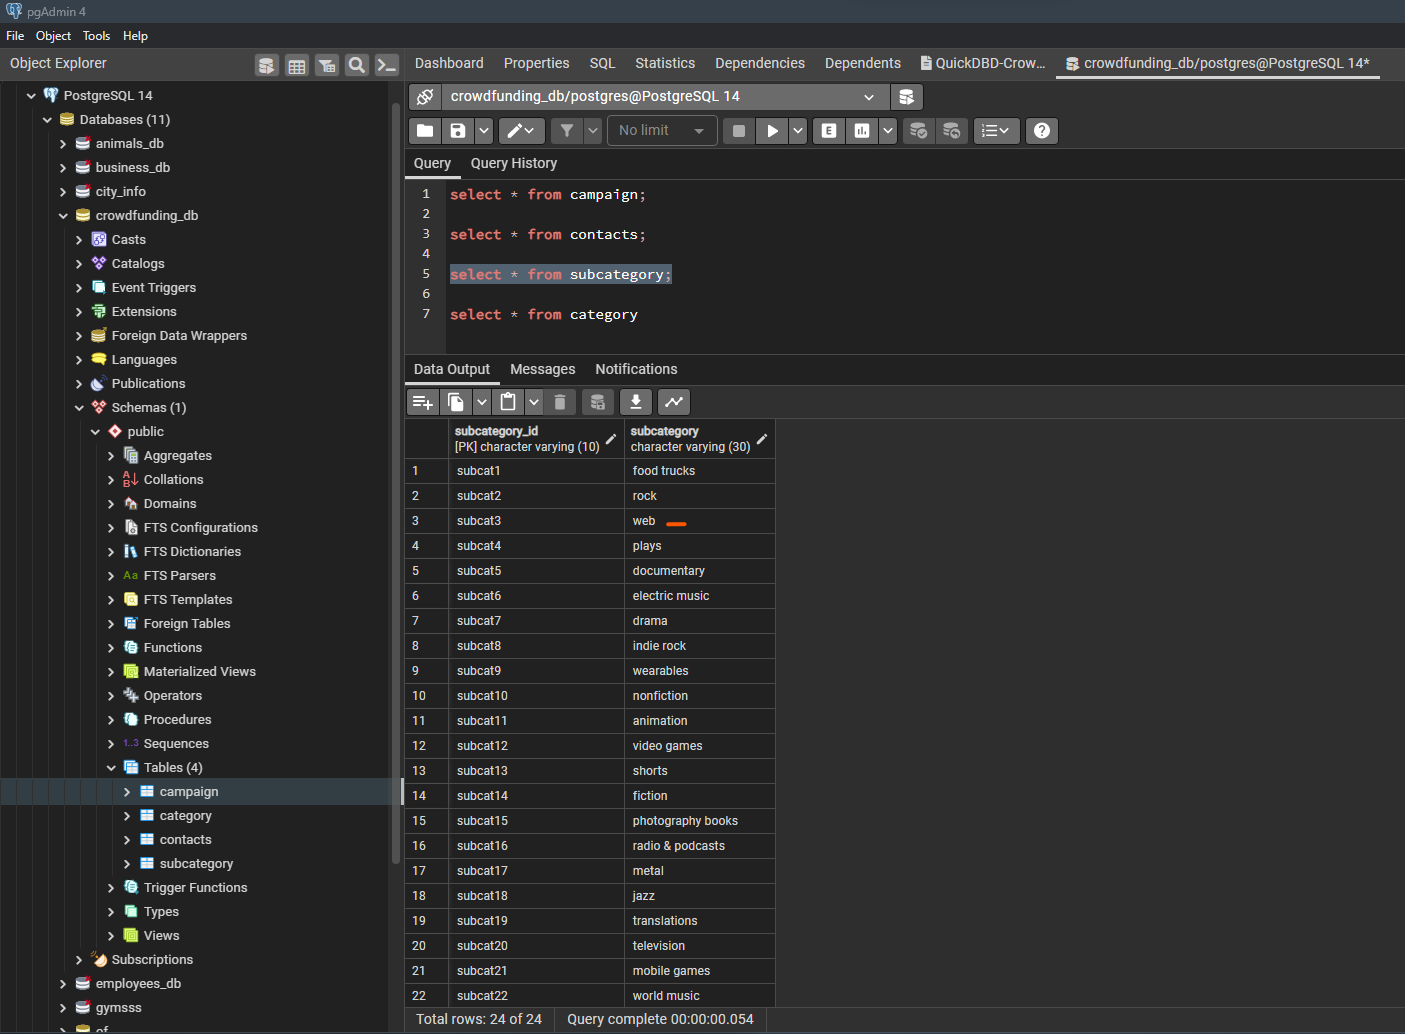 pgAdmin 4
File Object Tools Help
Object Explorer
PostgreSQL 14
Databases (11)
animals_db
business_db
city_info
crowdfunding_db
Casts
Catalogs
Event Triggers
Extensions
Foreign Data Wrappers
Languages
Publications
Schemas (1)
public
Aggregates
Collations
Domains
FTS Configurations
FTS Dictionaries
Aa FTS Parsers
FTS Templates
Foreign Tables
Functions
Materialized Views
Operators
Procedures
1..3 Sequences
Tables (4)
campaign
category
contacts
subcategory
Trigger Functions
Types
Views
Subscriptions
employees_db
gymsss
Dashboard Properties SQL Statistics Dependencies Dependents QuickDBD-Crow... crowdfunding_db/postgres@PostgreSQL 14*
crowdfunding_db/postgres@PostgreSQL 14
No limit
E
Query Query History
1 select * from campaign;
2
3 select * from contacts;
4
5 select * from subcategory;
6
7 select * from category
Data Output Messages Notifications
subcategory_id subcategory
[PK] character varying (10) character varying (30)
1 subcat1 food trucks
2 subcat2 rock
3 subcat3 web
4 subcat4 plays
5 subcat5 documentary
6 subcat6 electric music
7 subcat7 drama
8 subcat8 indie rock
9 subcat9 wearables
10 subcat10 nonfiction
11 subcat11 animation
12 subcat12 video games
13 subcat13 shorts
14 subcat14 fiction
15 subcat15 photography books
16 subcat16 radio & podcasts
17 subcat17 metal
18 subcat18 jazz
19 subcat19 translations
20 subcat20 television
21 subcat21 mobile games
22 subcat22 world music
Total rows: 24 of 24 Query complete 00:00:00.054